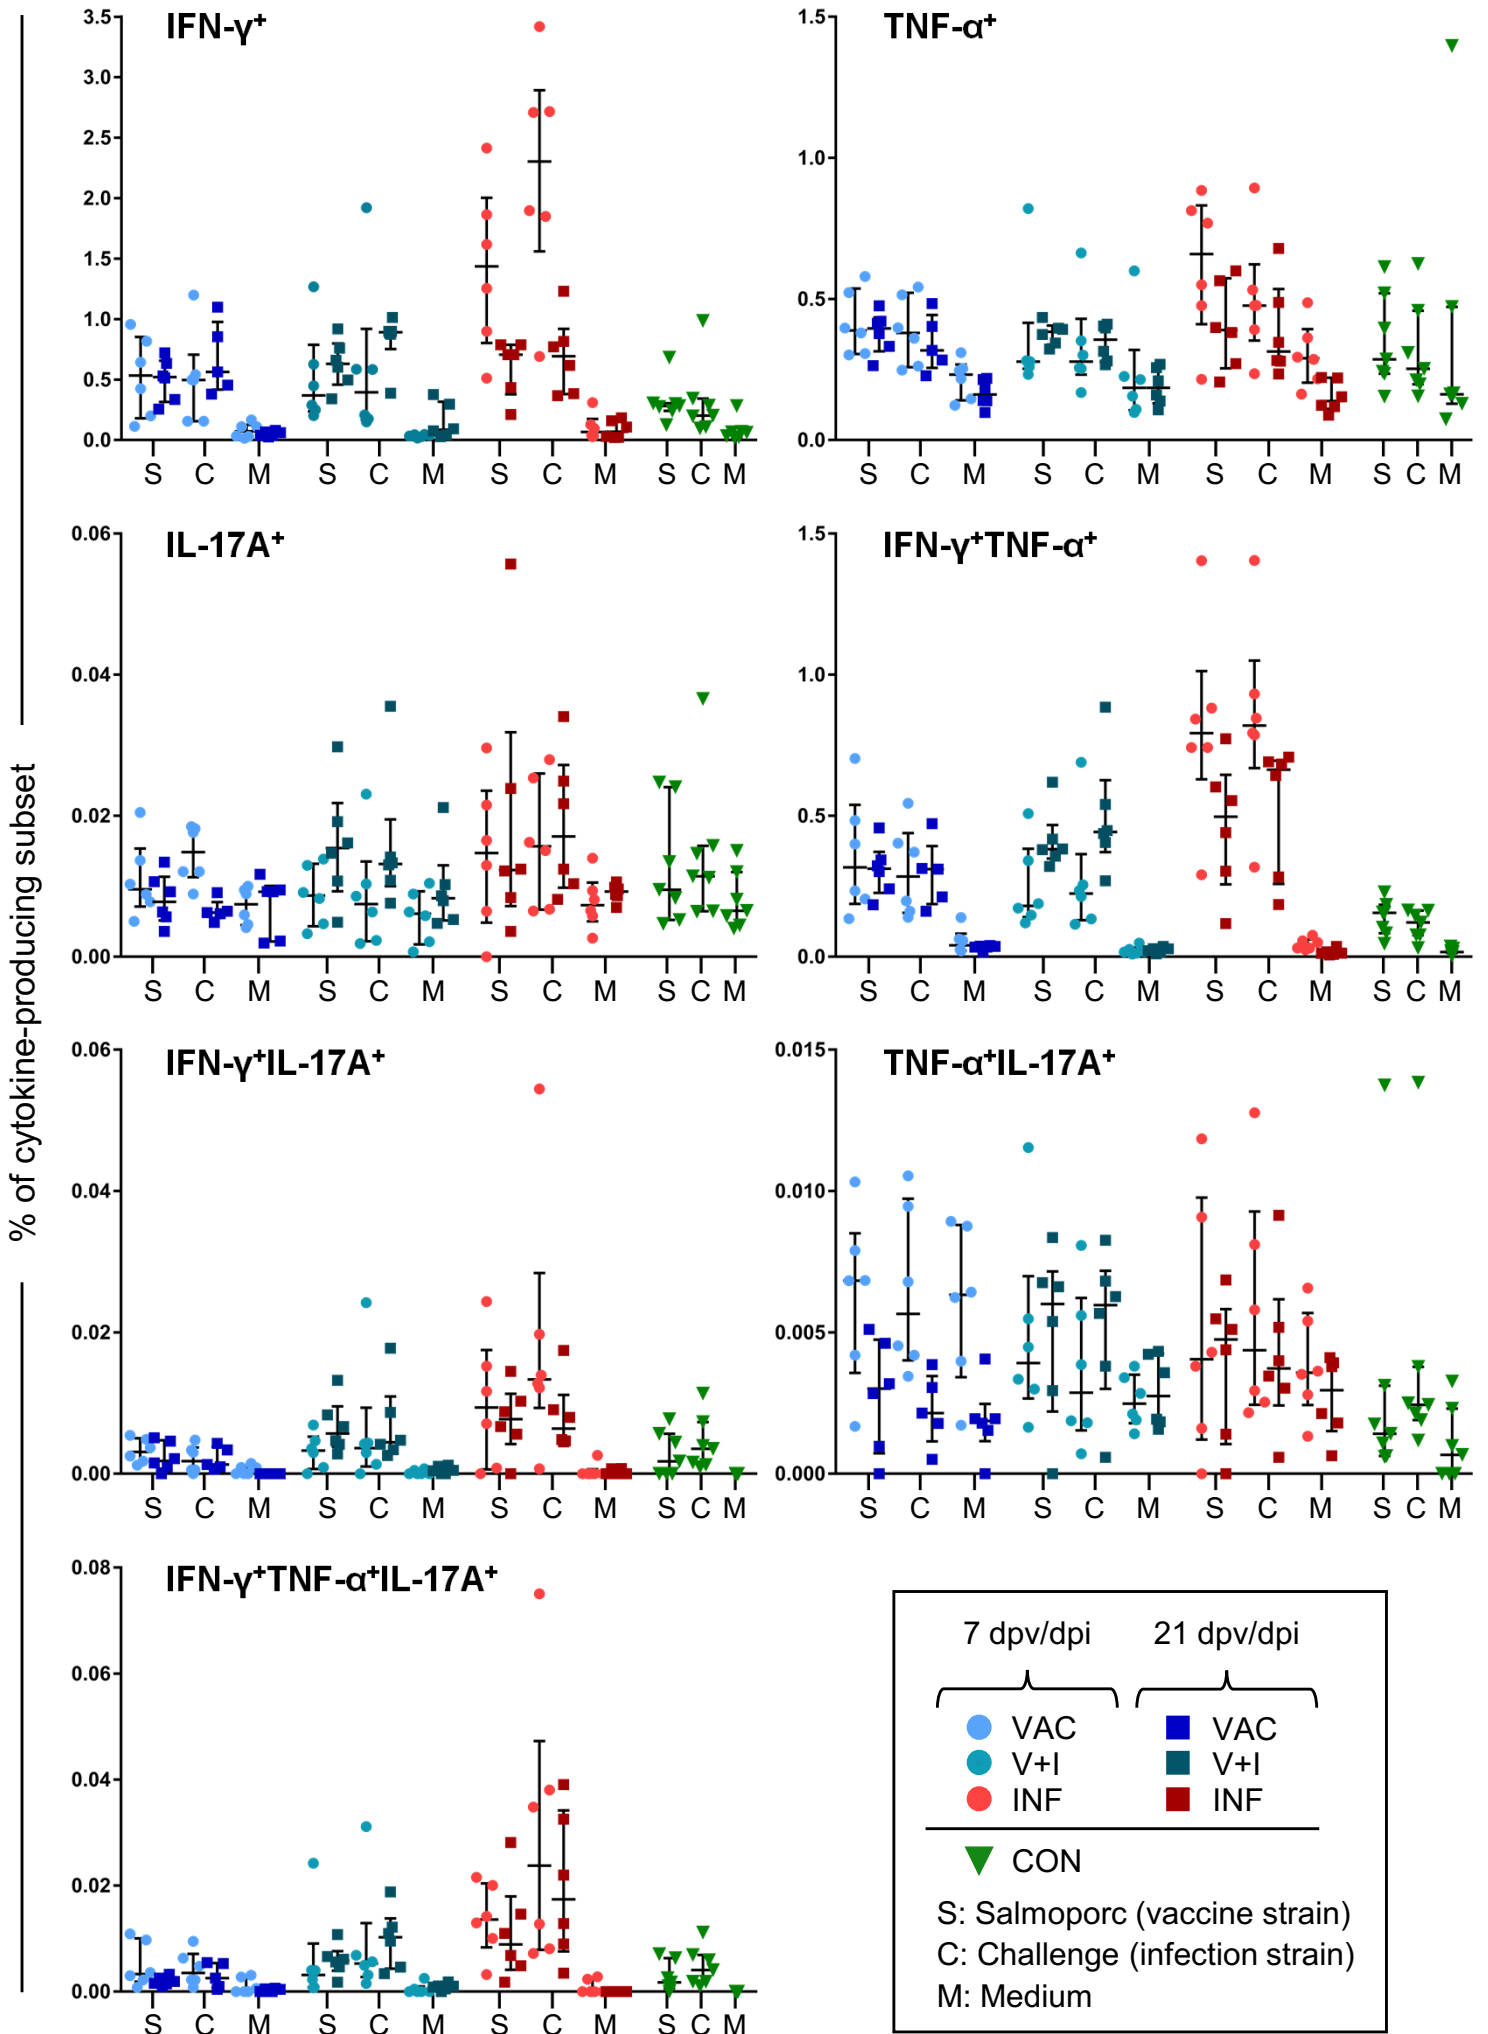 % of cytokine-producing subset
IFN-γ⁺
3.5
3.0
2.5
2.0
1.5
1.0
0.5
0.0
S C M S C M S C M S C M
TNF-α⁺
1.5
1.0
0.5
0.0
S C M S C M S C M S C M
IL-17A⁺
0.06
0.04
0.02
0.00
S C M S C M S C M S C M
IFN-γ⁺TNF-α⁺
1.5
1.0
0.5
0.0
S C M S C M S C M S C M
IFN-γ⁺IL-17A⁺
0.06
0.04
0.02
0.00
S C M S C M S C M S C M
TNF-α⁺IL-17A⁺
0.015
0.010
0.005
0.000
S C M S C M S C M S C M
IFN-γ⁺TNF-α⁺IL-17A⁺
0.08
0.06
0.04
0.02
0.00
S C M S C M S C M S C M
7 dpv/dpi 21 dpv/dpi
VAC VAC
V+I V+I
INF INF
CON
S: Salmoporc (vaccine strain)
C: Challenge (infection strain)
M: Medium